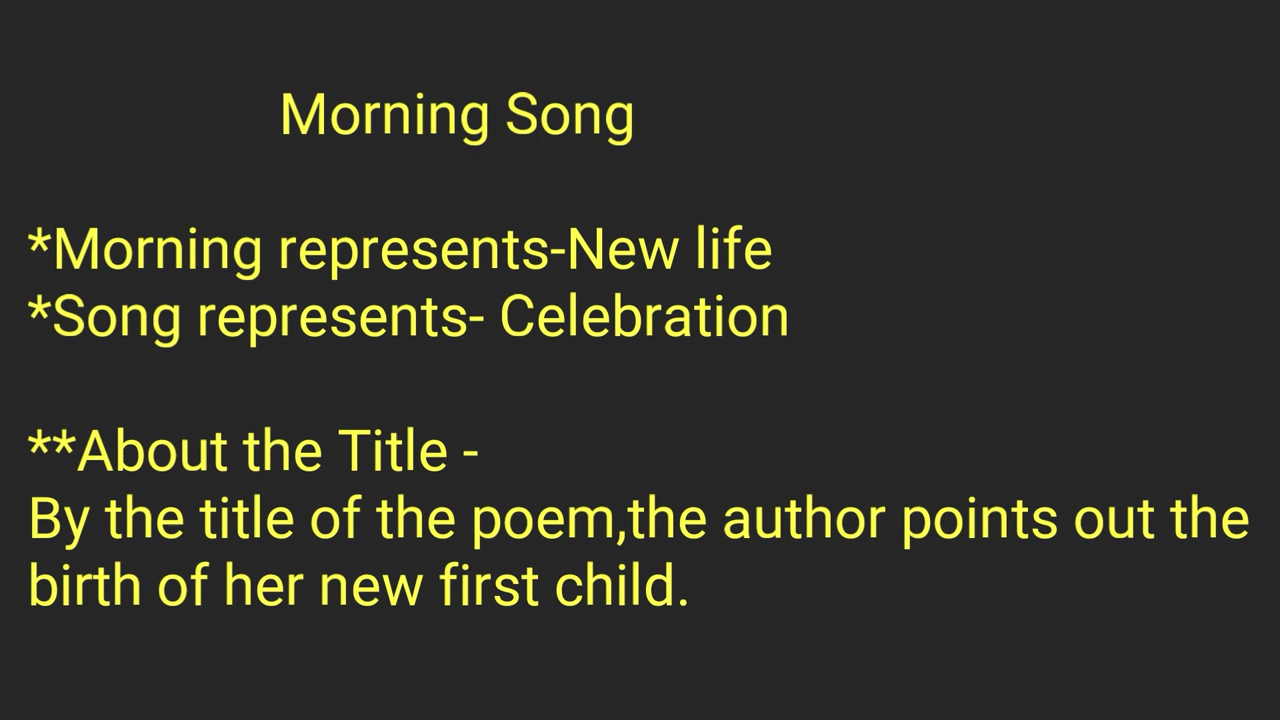 Morning Song
*Morning represents-New life
*Song represents- Celebration
**About the Title -
By the title of the poem,the author points out the
birth of her new first child.